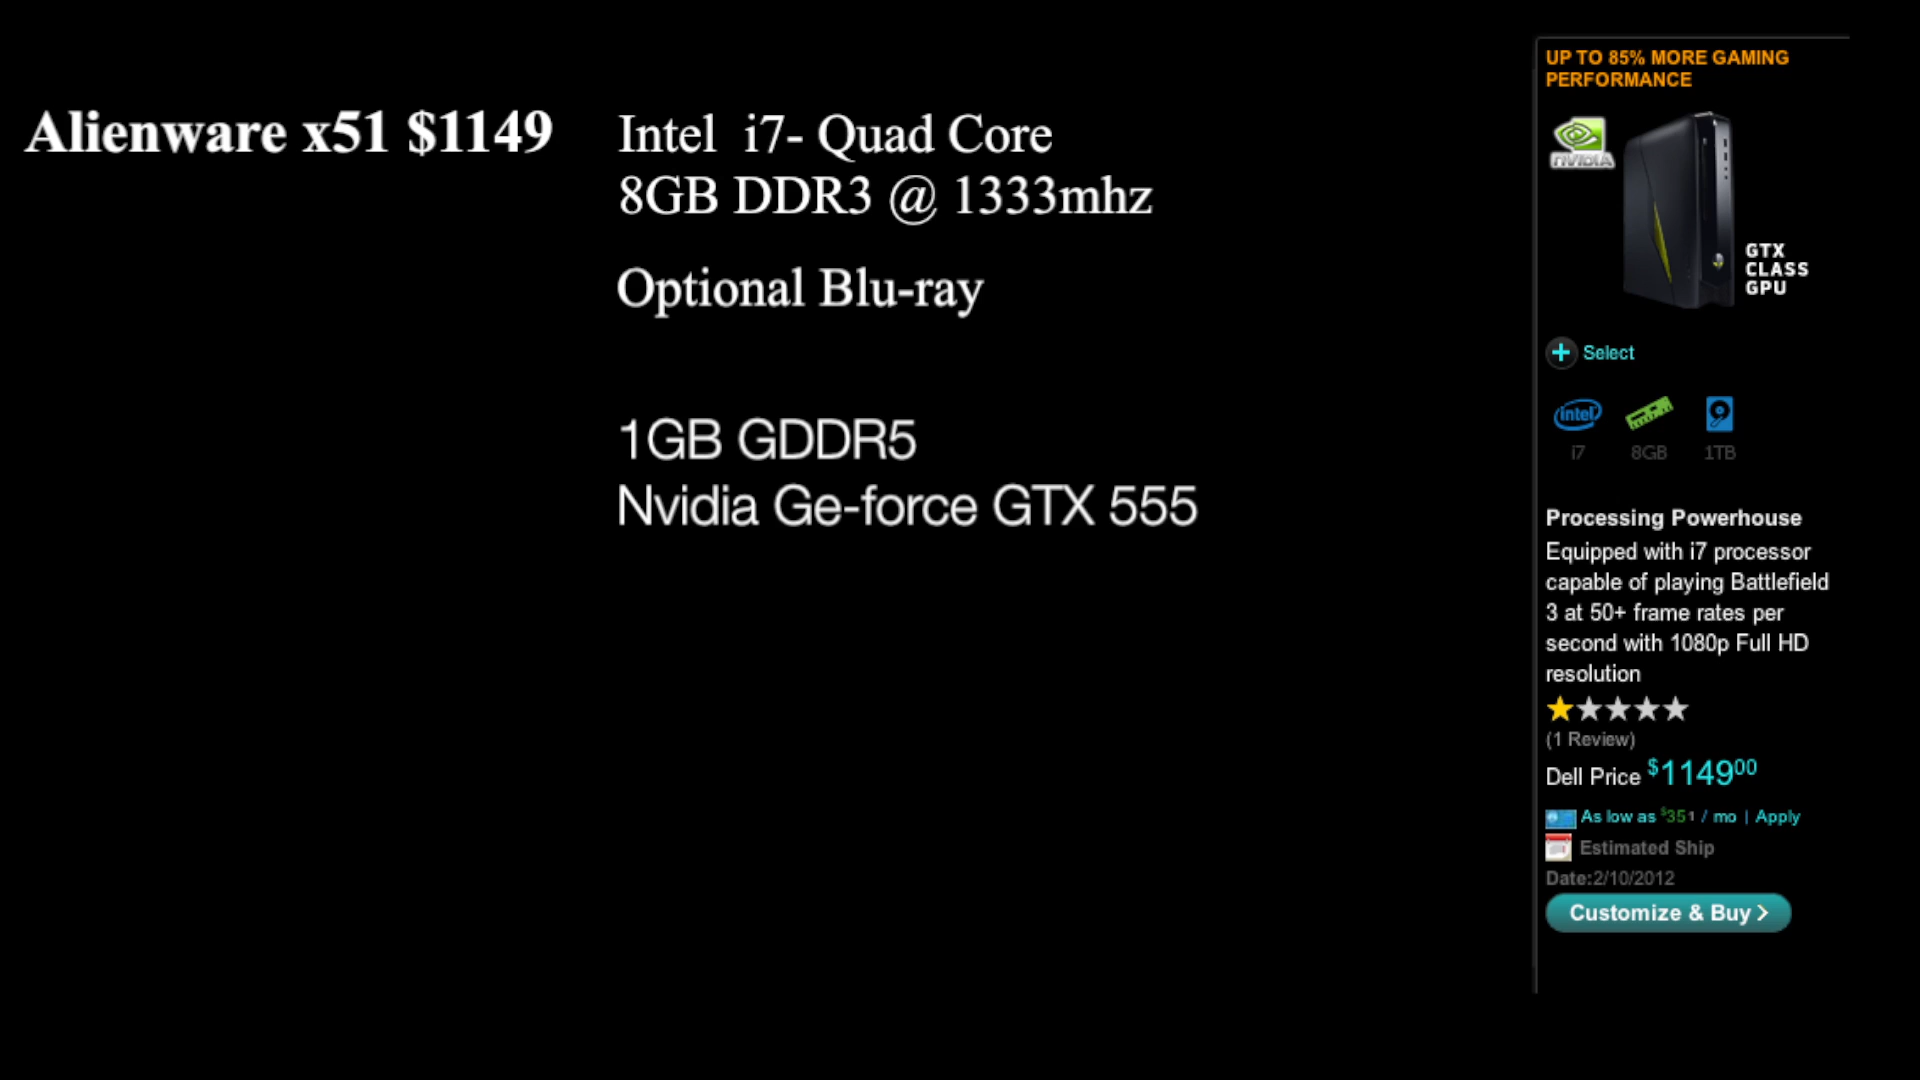 Alienware x51 $1149
Intel i7- Quad Core
8GB DDR3 @ 1333mhz
Optional Blu-ray
1GB GDDR5
Nvidia Ge-force GTX 555
UP TO 85% MORE GAMING
PERFORMANCE
NVIDIA
GTX
CLASS
GPU
Select
intel
i7 8GB 1TB
Processing Powerhouse
Equipped with i7 processor
capable of playing Battlefield
3 at 50+ frame rates per
second with 1080p Full HD
resolution
(1 Review)
Dell Price $114900
As low as $351 / mo | Apply
Estimated Ship
Date:2/10/2012
Customize & Buy >